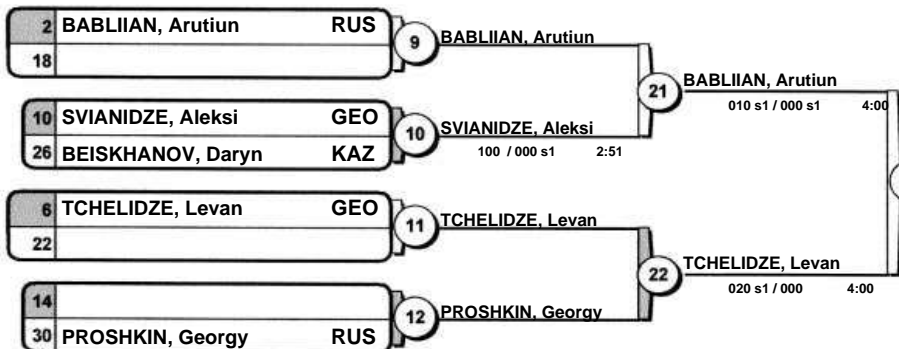 2 BABLIIAN, Arutiun RUS
18
9
BABLIIAN, Arutiun
10 SVIANIDZE, Aleksi GEO
26 BEISKHANOV, Daryn KAZ
10
SVIANIDZE, Aleksi
100 / 000 s1 2:51
21
BABLIIAN, Arutiun
010 s1 / 000 s1 4:00
6 TCHELIDZE, Levan GEO
22
11
TCHELIDZE, Levan
14
30 PROSHKIN, Georgy RUS
12
PROSHKIN, Georgy
22
TCHELIDZE, Levan
020 s1 / 000 4:00